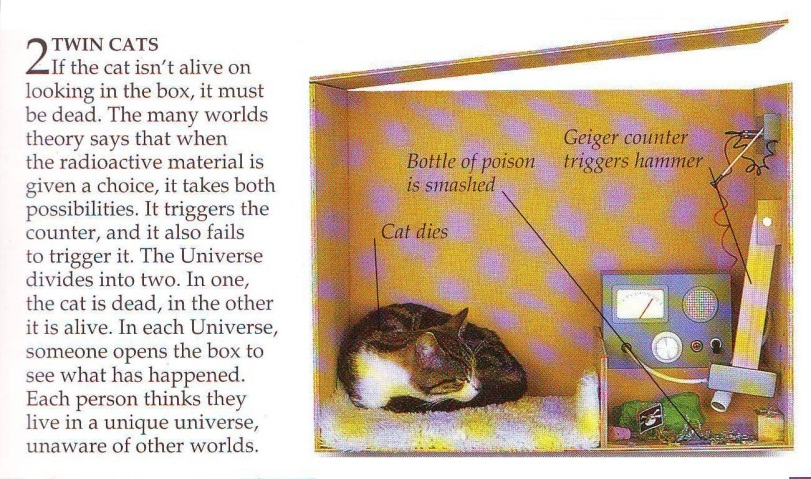 2 TWIN CATS
If the cat isn't alive on
looking in the box, it must
be dead. The many worlds
theory says that when
the radioactive material is
given a choice, it takes both
possibilities. It triggers the
counter, and it also fails
to trigger it. The Universe
divides into two. In one,
the cat is dead, in the other
it is alive. In each Universe,
someone opens the box to
see what has happened.
Each person thinks they
live in a unique universe,
unaware of other worlds.
Cat dies
Bottle of poison
is smashed
Geiger counter
triggers hammer